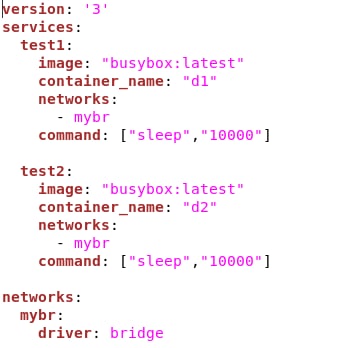 version: '3'
services:
  test1:
    image: "busybox:latest"
    container_name: "d1"
    networks:
      - mybr
    command: ["sleep","10000"]

  test2:
    image: "busybox:latest"
    container_name: "d2"
    networks:
      - mybr
    command: ["sleep","10000"]

networks:
  mybr:
    driver: bridge